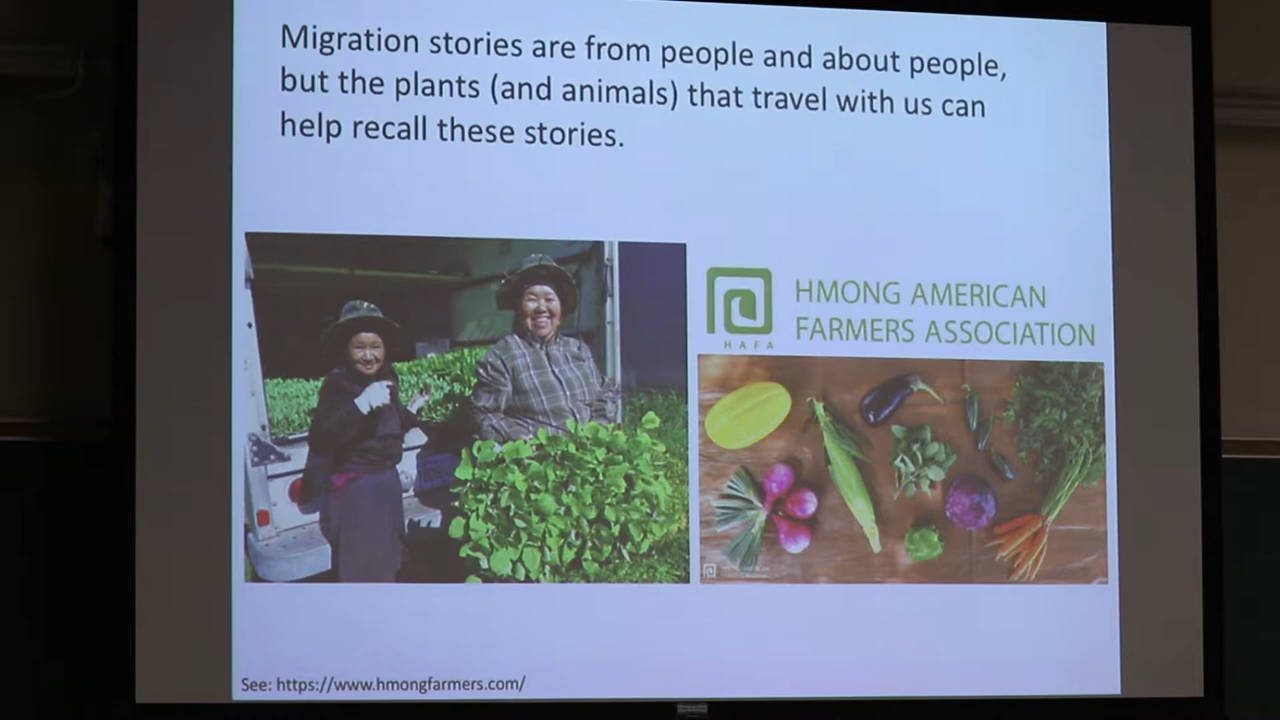 Migration stories are from people and about people,
but the plants (and animals) that travel with us can
help recall these stories.
HMONG AMERICAN
FARMERS ASSOCIATION
HAFA
See: https://www.hmongfarmers.com/